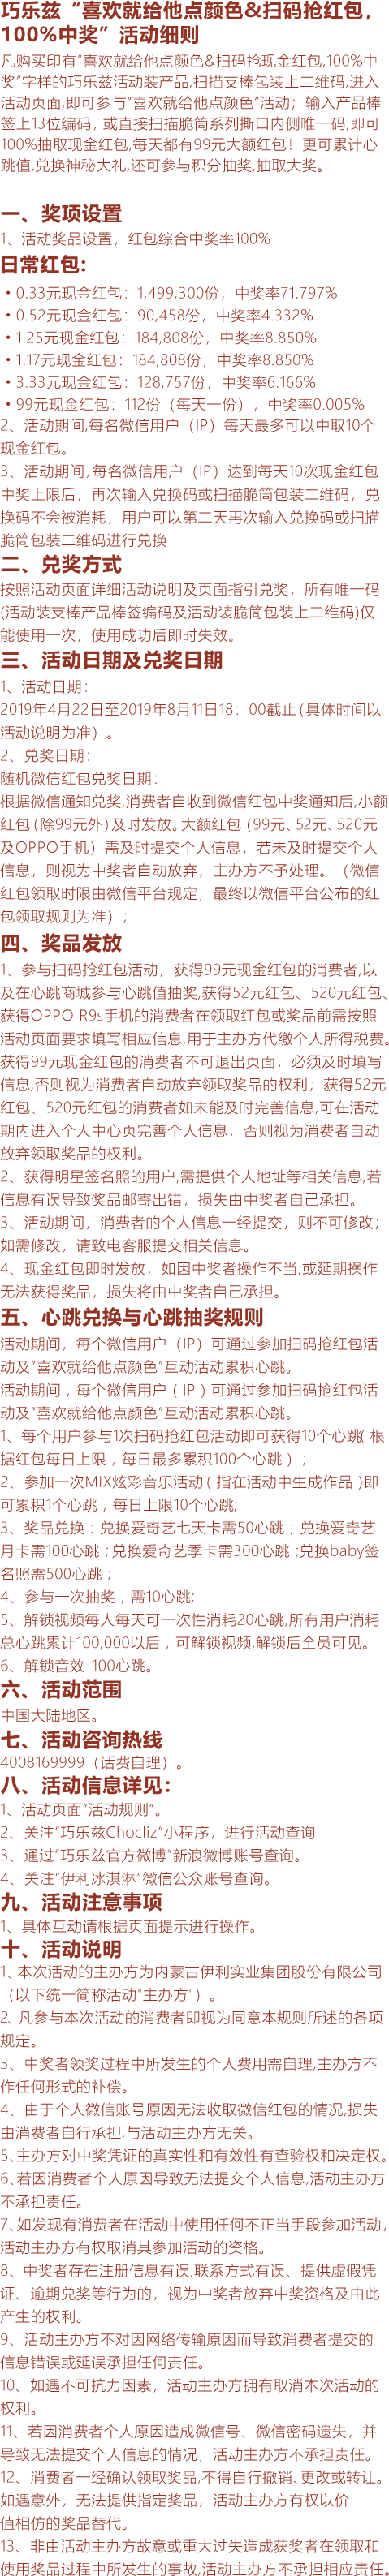 巧乐兹“喜欢就给他点颜色&扫码抢红包，
100%中奖”活动细则
凡购买印有“喜欢就给他点颜色&扫码抢现金红包,100%中
奖”字样的巧乐兹活动装产品,扫描支棒包装上二维码,进入
活动页面,即可参与“喜欢就给他点颜色”活动；输入产品棒
签上13位编码，或直接扫描脆筒系列撕口内侧唯一码,即可
100%抽取现金红包,每天都有99元大额红包！更可累计心
跳值,兑换神秘大礼,还可参与积分抽奖,抽取大奖。
一、奖项设置
1、活动奖品设置，红包综合中奖率100%
日常红包:
•0.33元现金红包：1,499,300份，中奖率71.797%
•0.52元现金红包：90,458份，中奖率4.332%
•1.25元现金红包：184,808份，中奖率8.850%
•1.17元现金红包：184,808份，中奖率8.850%
•3.33元现金红包：128,757份，中奖率6.166%
•99元现金红包：112份（每天一份），中奖率0.005%
2、活动期间,每名微信用户（IP）每天最多可以中取10个
现金红包。
3、活动期间,每名微信用户（IP）达到每天10次现金红包
中奖上限后，再次输入兑换码或扫描脆筒包装二维码，兑
换码不会被消耗，用户可以第二天再次输入兑换码或扫描
脆筒包装二维码进行兑换
二、兑奖方式
按照活动页面详细活动说明及页面指引兑奖，所有唯一码
(活动装支棒产品棒签编码及活动装脆筒包装上二维码)仅
能使用一次，使用成功后即时失效。
三、活动日期及兑奖日期
1、活动日期：
2019年4月22日至2019年8月11日18：00截止（具体时间以
活动说明为准）。
2、兑奖日期：
随机微信红包兑奖日期：
根据微信通知兑奖,消费者自收到微信红包中奖通知后,小额
红包（除99元外）及时发放。大额红包（99元、52元、520元
及OPPO手机）需及时提交个人信息，若未及时提交个人
信息，则视为中奖者自动放弃，主办方不予处理。（微信
红包领取时限由微信平台规定，最终以微信平台公布的红
包领取规则为准）；
四、奖品发放
1、参与扫码抢红包活动，获得99元现金红包的消费者,以
及在心跳商城参与心跳值抽奖,获得52元红包、520元红包、
获得OPPO R9s手机的消费者在领取红包或奖品前需按照
活动页面要求填写相应信息,用于主办方代缴个人所得税费。
获得99元现金红包的消费者不可退出页面，必须及时填写
信息,否则视为消费者自动放弃领取奖品的权利；获得52元
红包、520元红包的消费者如未能及时完善信息,可在活动
期内进入个人中心页完善个人信息，否则视为消费者自动
放弃领取奖品的权利。
2、获得明星签名照的用户,需提供个人地址等相关信息,若
信息有误导致奖品邮寄出错，损失由中奖者自己承担。
3、活动期间，消费者的个人信息一经提交，则不可修改；
如需修改，请致电客服提交相关信息。
4、现金红包即时发放，如因中奖者操作不当,或延期操作
无法获得奖品，损失将由中奖者自己承担。
五、心跳兑换与心跳抽奖规则
活动期间，每个微信用户（IP）可通过参加扫码抢红包活
动及“喜欢就给他点颜色”互动活动累积心跳。
活动期间，每个微信用户（IP）可通过参加扫码抢红包活
动及“喜欢就给他点颜色”互动活动累积心跳。
1、每个用户参与1次扫码抢红包活动即可获得10个心跳（根
据红包每日上限，每日最多累积100个心跳）；
2、参加一次MIX炫彩音乐活动（指在活动中生成作品）即
可累积1个心跳，每日上限10个心跳;
3、奖品兑换：兑换爱奇艺七天卡需50心跳；兑换爱奇艺
月卡需100心跳；兑换爱奇艺季卡需300心跳；兑换baby签
名照需500心跳；
4、参与一次抽奖，需10心跳;
5、解锁视频每人每天可一次性消耗20心跳,所有用户消耗
总心跳累计100,000以后，可解锁视频,解锁后全员可见。
6、解锁音效-100心跳。
六、活动范围
中国大陆地区。
七、活动咨询热线
4008169999（话费自理）。
八、活动信息详见：
1、活动页面“活动规则”。
2、关注“巧乐兹Chocliz”小程序，进行活动查询
3、通过“巧乐兹官方微博”新浪微博账号查询。
4、关注“伊利冰淇淋”微信公众账号查询。
九、活动注意事项
1、具体互动请根据页面提示进行操作。
十、活动说明
1、本次活动的主办方为内蒙古伊利实业集团股份有限公司
（以下统一简称活动"主办方"）。
2、凡参与本次活动的消费者即视为同意本规则所述的各项
规定。
3、中奖者领奖过程中所发生的个人费用需自理,主办方不
作任何形式的补偿。
4、由于个人微信账号原因无法收取微信红包的情况,损失
由消费者自行承担,与活动主办方无关。
5、主办方对中奖凭证的真实性和有效性有查验权和决定权。
6、若因消费者个人原因导致无法提交个人信息,活动主办方
不承担责任。
7、如发现有消费者在活动中使用任何不正当手段参加活动，
活动主办方有权取消其参加活动的资格。
8、中奖者存在注册信息有误,联系方式有误、提供虚假凭
证、逾期兑奖等行为的，视为中奖者放弃中奖资格及由此
产生的权利。
9、活动主办方不对因网络传输原因而导致消费者提交的
信息错误或延误承担任何责任。
10、如遇不可抗力因素，活动主办方拥有取消本次活动的
权利。
11、若因消费者个人原因造成微信号、微信密码遗失，并
导致无法提交个人信息的情况，活动主办方不承担责任。
12、消费者一经确认领取奖品,不得自行撤销、更改或转让。
如遇意外，无法提供指定奖品，活动主办方有权以价
值相仿的奖品替代。
13、非由活动主办方故意或重大过失造成获奖者在领取和
使用奖品过程中所发生的事故,活动主办方不承担相应责任。